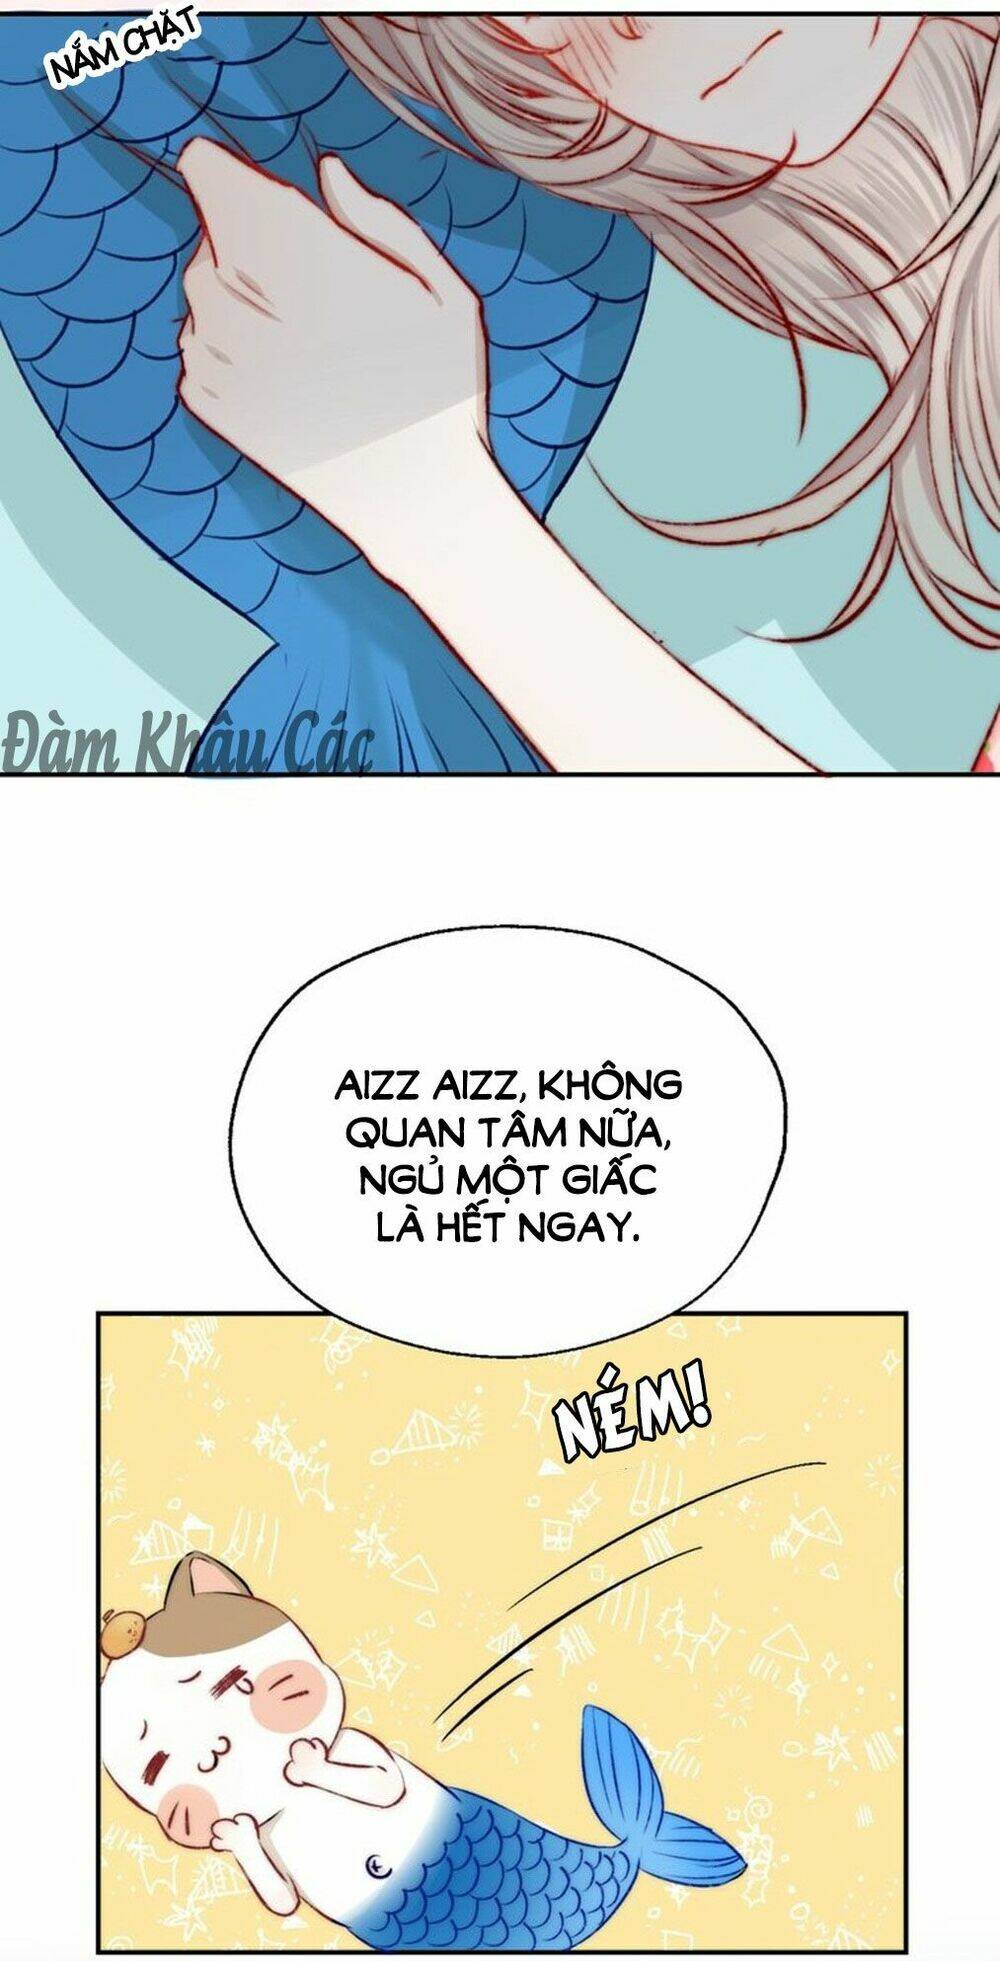 NẮM CHẶT
Đàm Khâu Các
AIZZ AIZZ, KHÔNG
QUAN TÂM NỮA,
NGỦ MỘT GIẤC
LÀ HẾT NGAY.
NÉM!